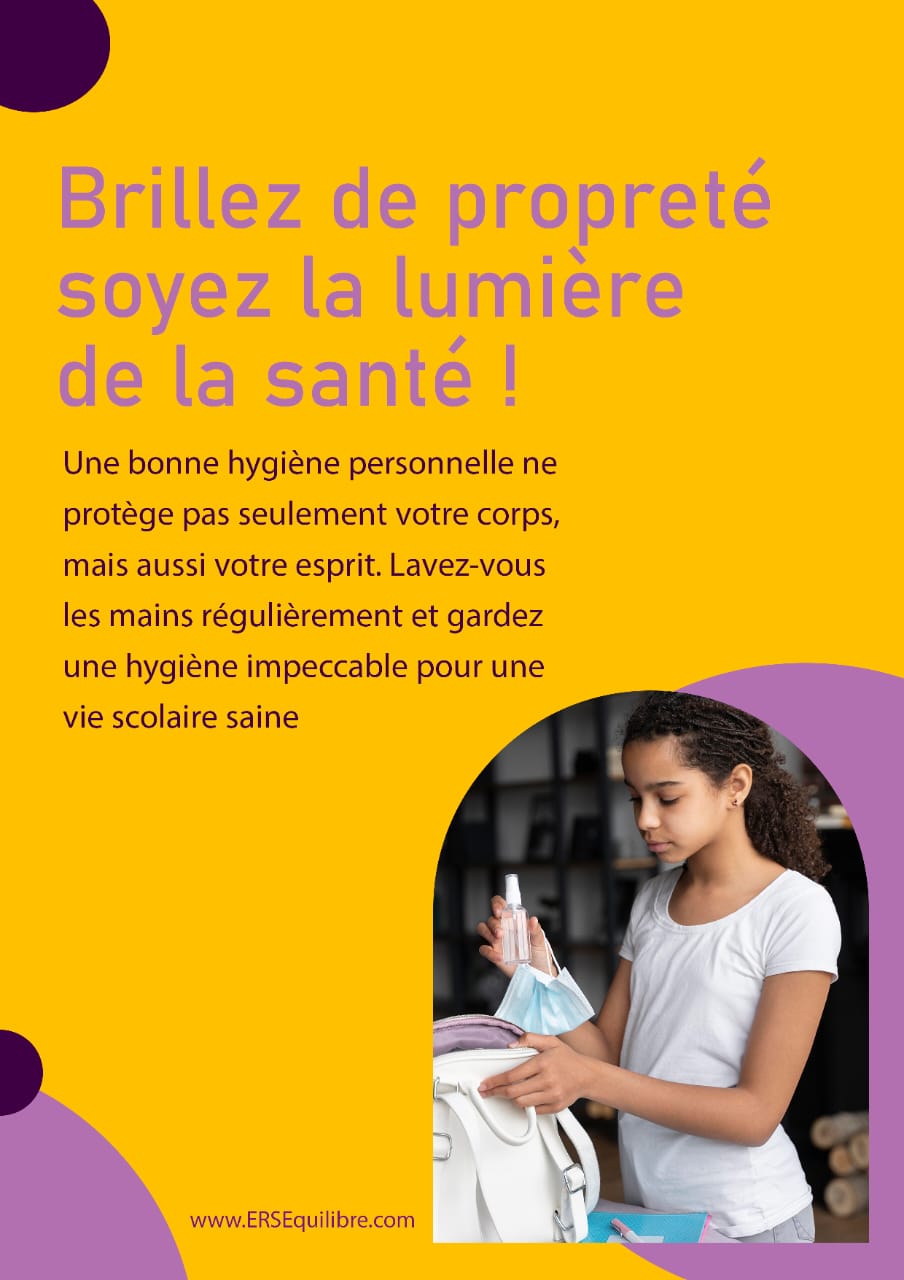 Brillez de propreté
soyez la lumière
de la santé !
Une bonne hygiène personnelle ne
protège pas seulement votre corps,
mais aussi votre esprit. Lavez-vous
les mains régulièrement et gardez
une hygiène impeccable pour une
vie scolaire saine
www.ERSEquilibre.com